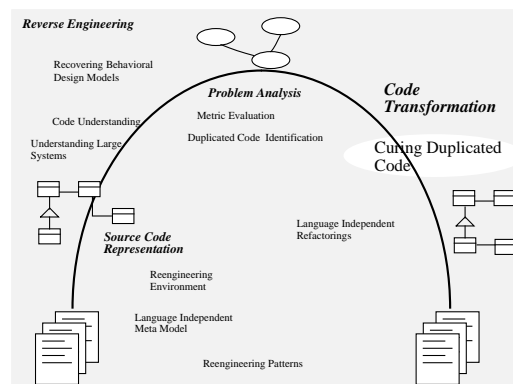 Reverse Engineering
Recovering Behavioral
Design Models
Problem Analysis
Code
Transformation
Metric Evaluation
Code Understanding
Duplicated Code Identification
Understanding Large
Systems
Curing Duplicated
Code
Source Code
Representation
Language Independent
Refactorings
Reengineering
Environment
Language Independent
Meta Model
Reengineering Patterns